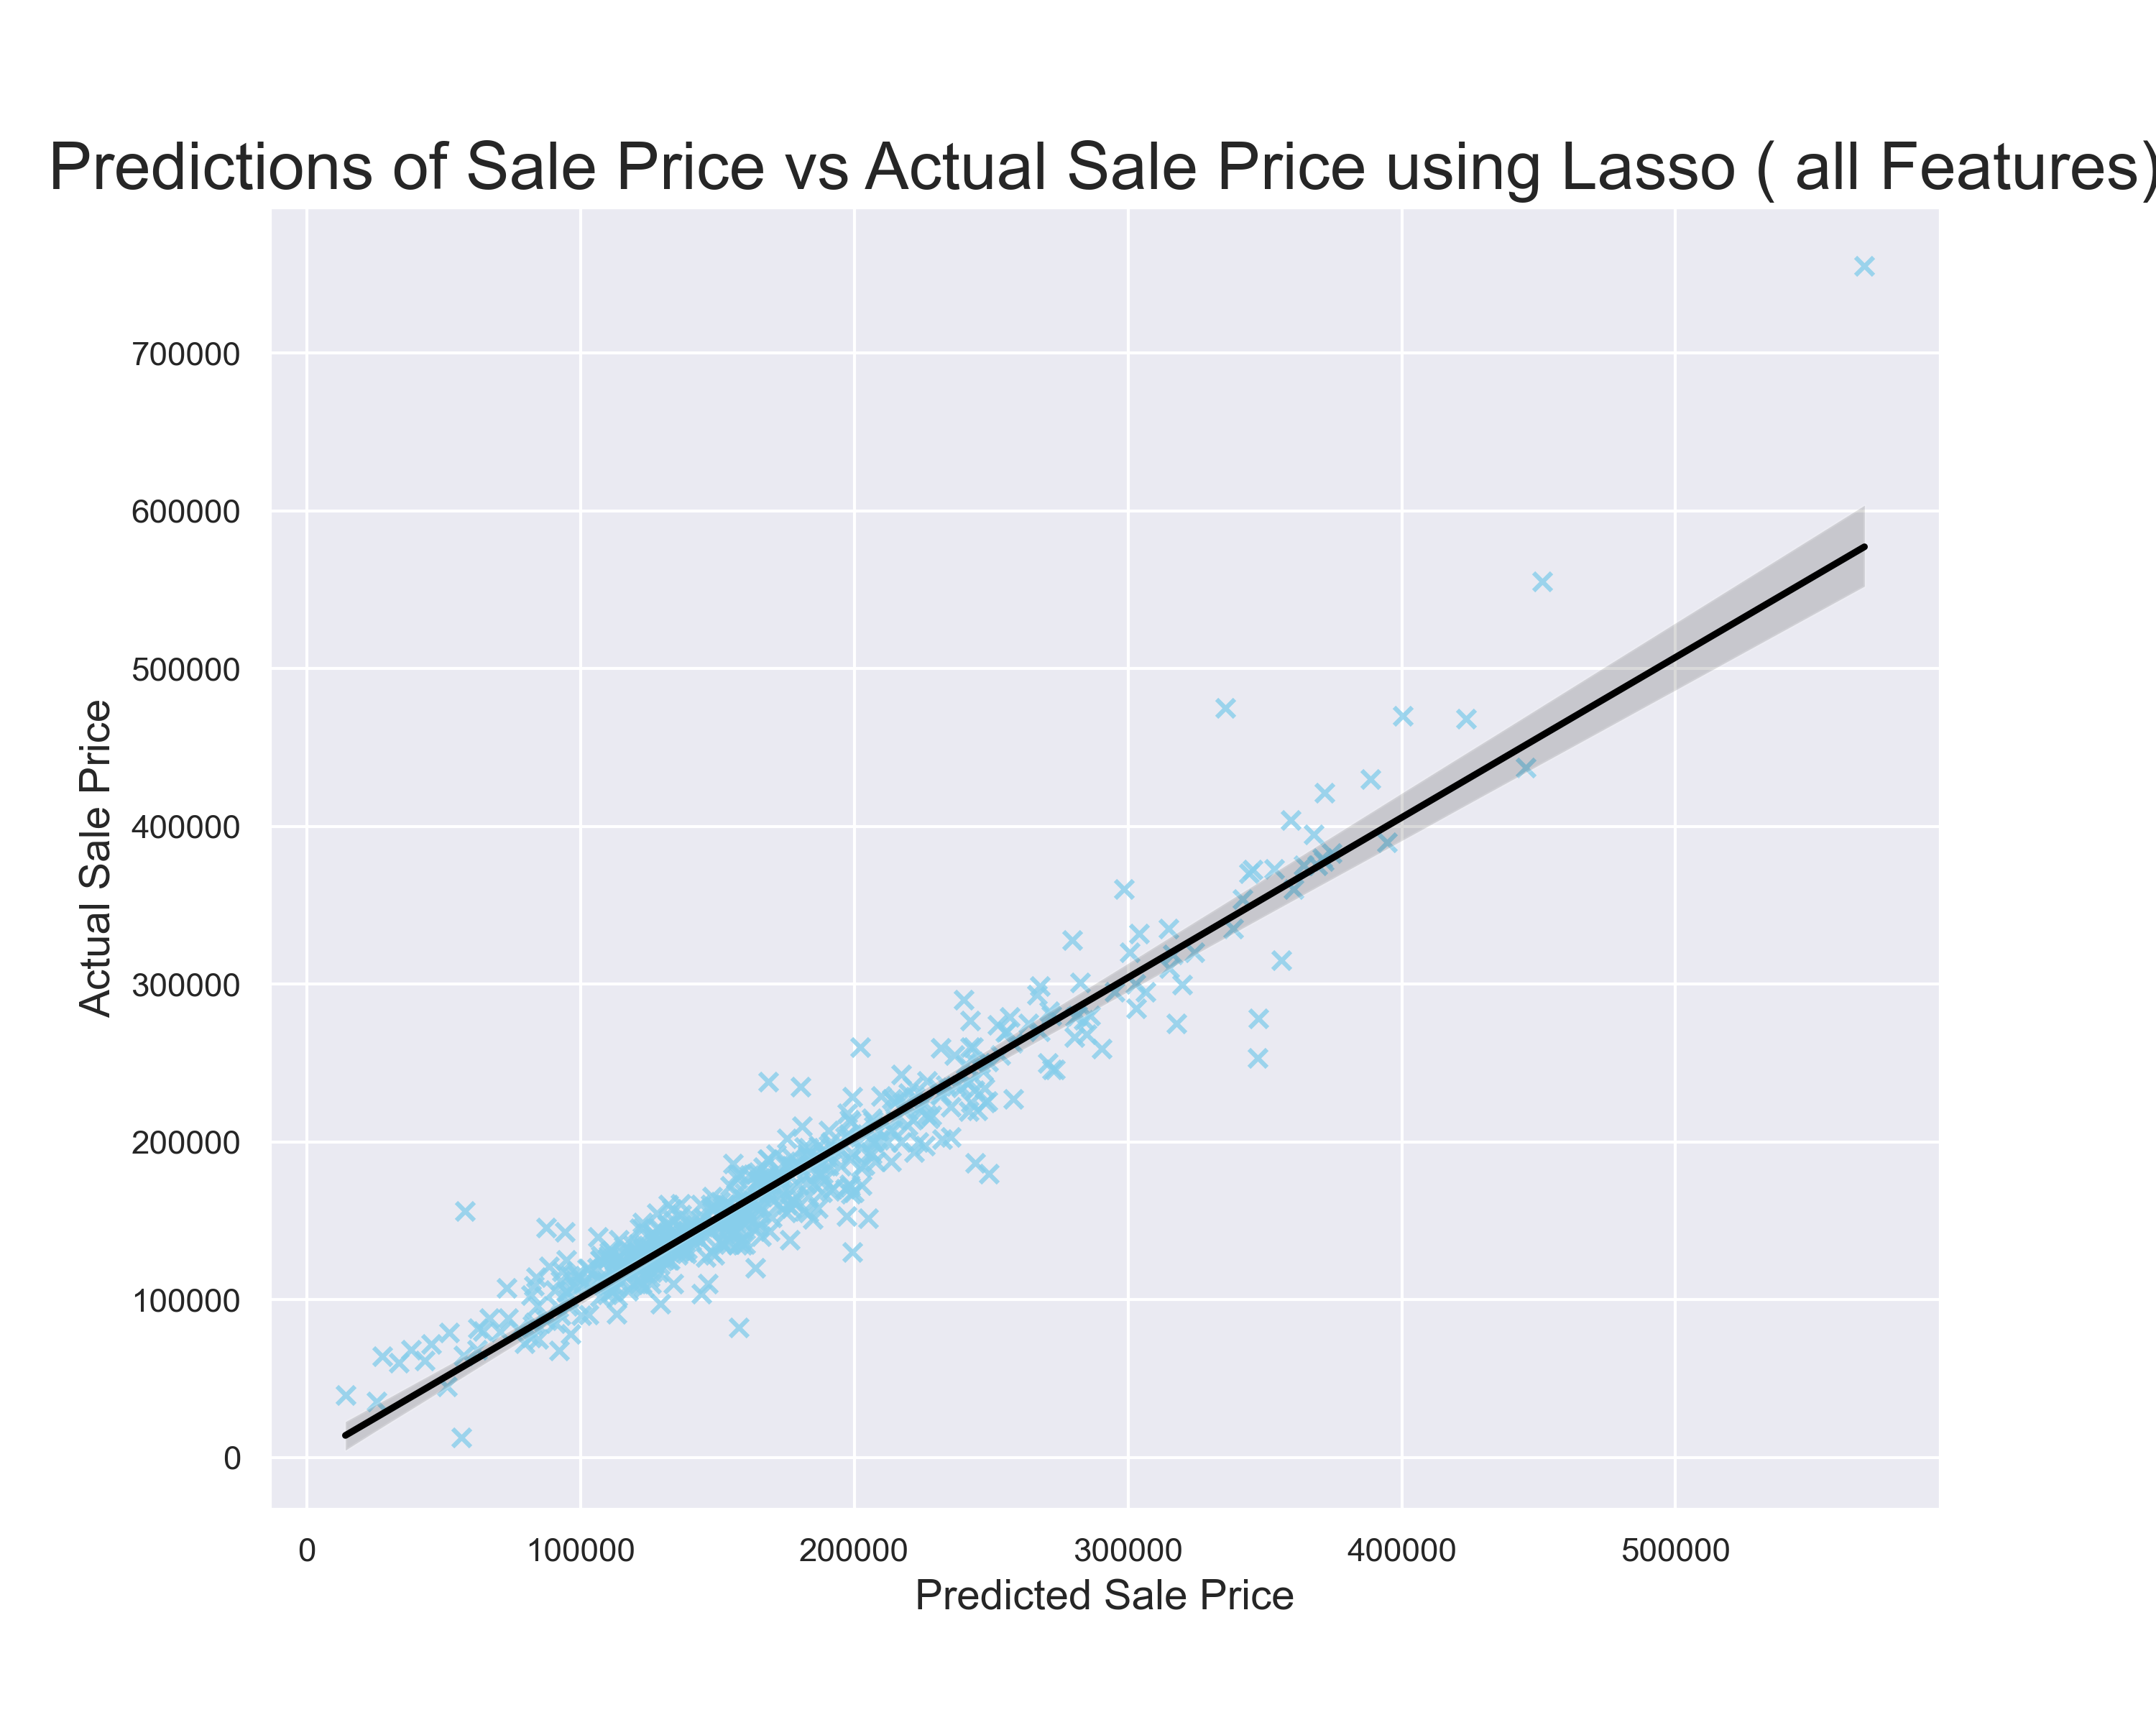 Predictions of Sale Price vs Actual Sale Price using Lasso ( all Features)
700000
600000
500000
400000
300000
200000
100000
0
Actual Sale Price
0 100000 200000 300000 400000 500000
Predicted Sale Price